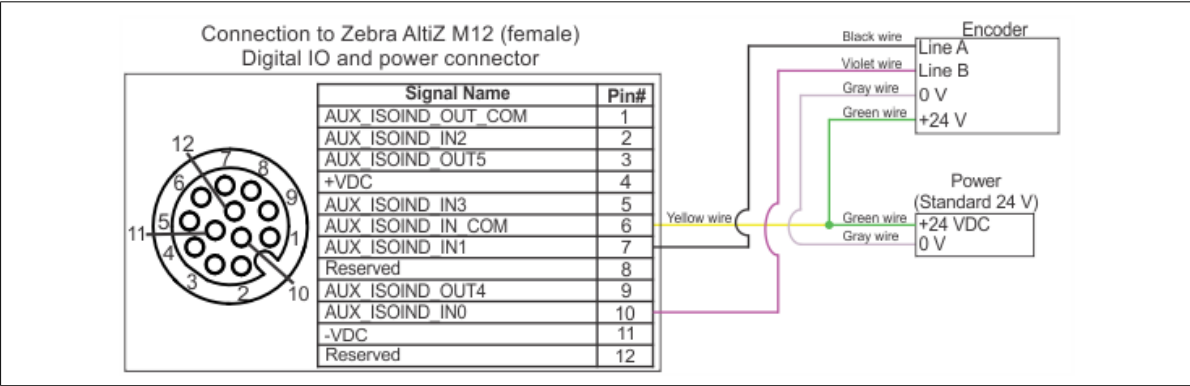 Connection to Zebra AltiZ M12 (female)
Digital IO and power connector
Signal Name Pin#
AUX_ISOIND_OUT_COM 1
AUX_ISOIND_IN2 2
AUX_ISOIND_OUT5 3
+VDC 4
AUX_ISOIND_IN3 5
AUX_ISOIND_IN_COM 6
AUX_ISOIND_IN1 7
Reserved 8
AUX_ISOIND_OUT4 9
AUX_ISOIND_IN0 10
-VDC 11
Reserved 12
12
7
8
6
9
5
11
1
4
3
2
10
Yellow wire
Encoder
Black wire Line A
Violet wire Line B
Gray wire 0 V
Green wire +24 V
Power
(Standard 24 V)
Green wire +24 VDC
Gray wire 0 V